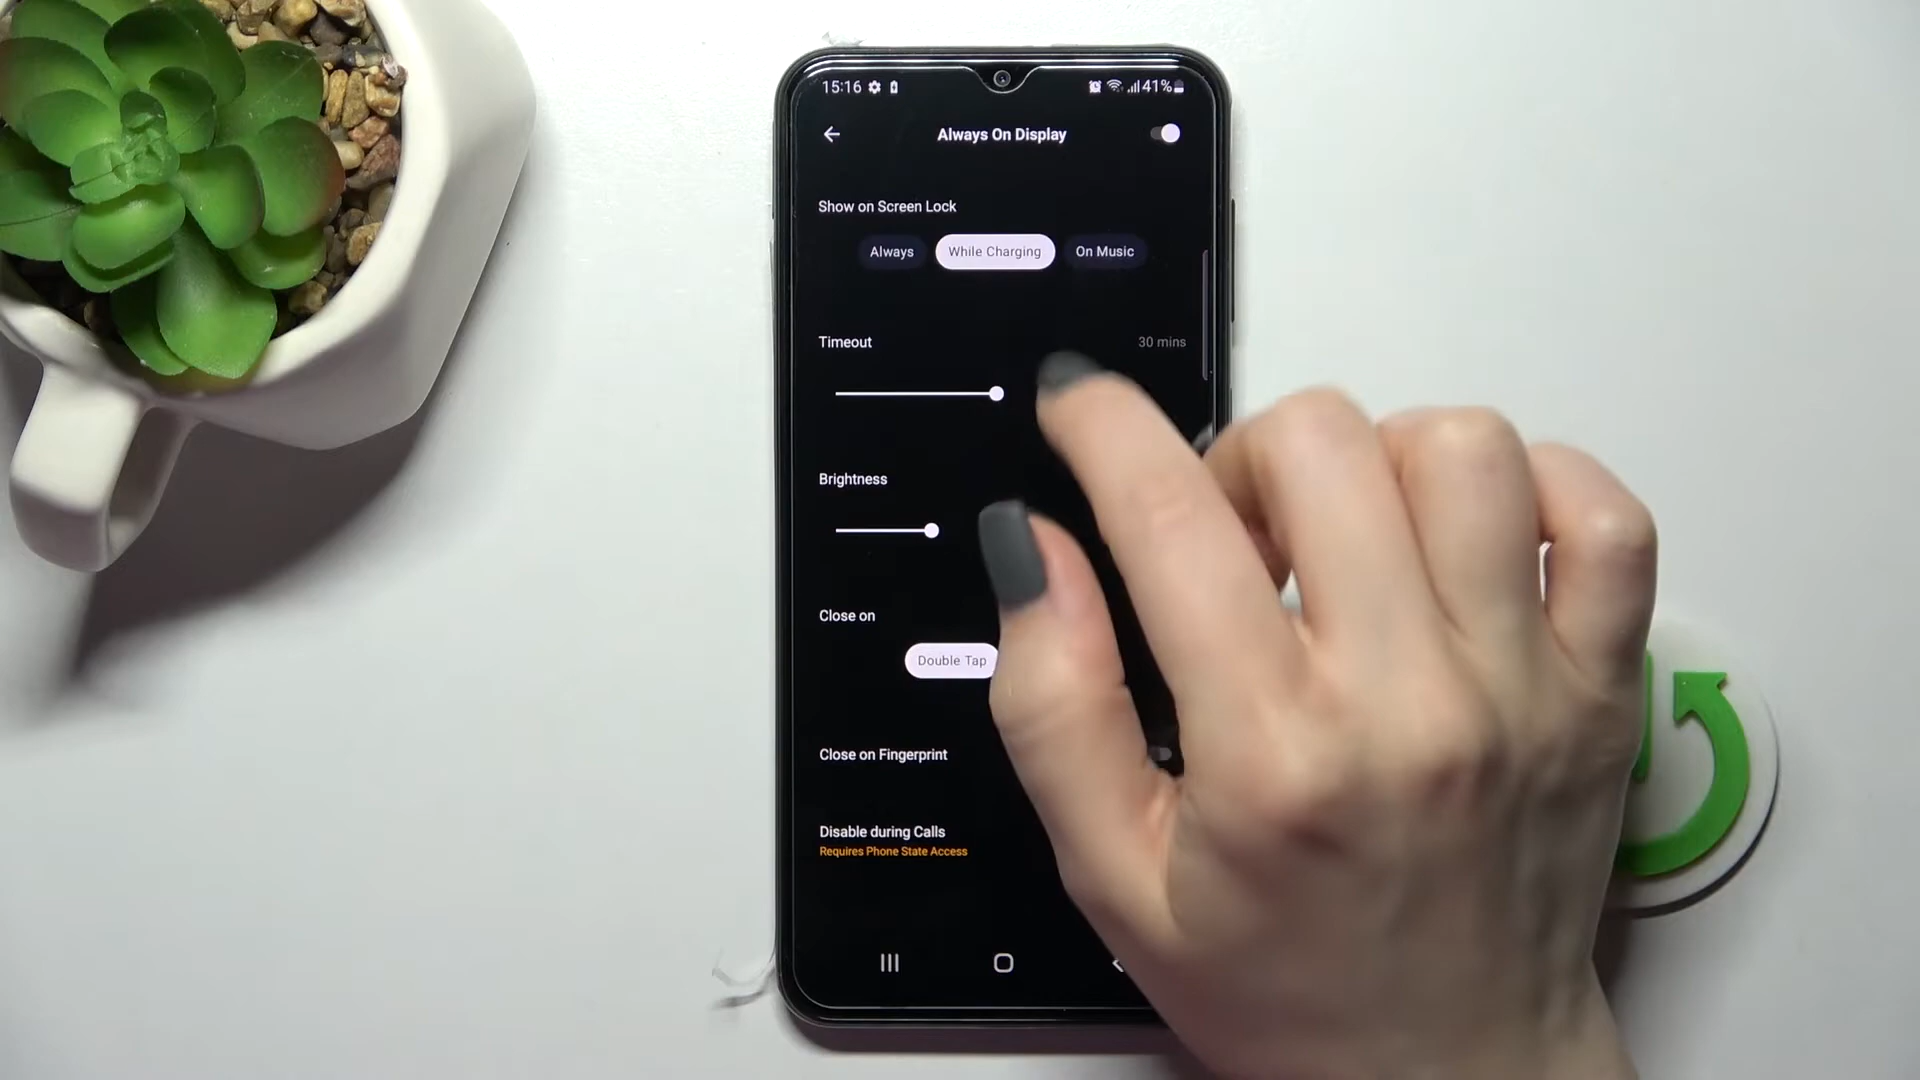 15:16 41%
Always On Display
Show on Screen Lock
Always While Charging On Music
Timeout 30 mins
Brightness
Close on
Double Tap
Close on Fingerprint
Disable during Calls
Requires Phone State Access